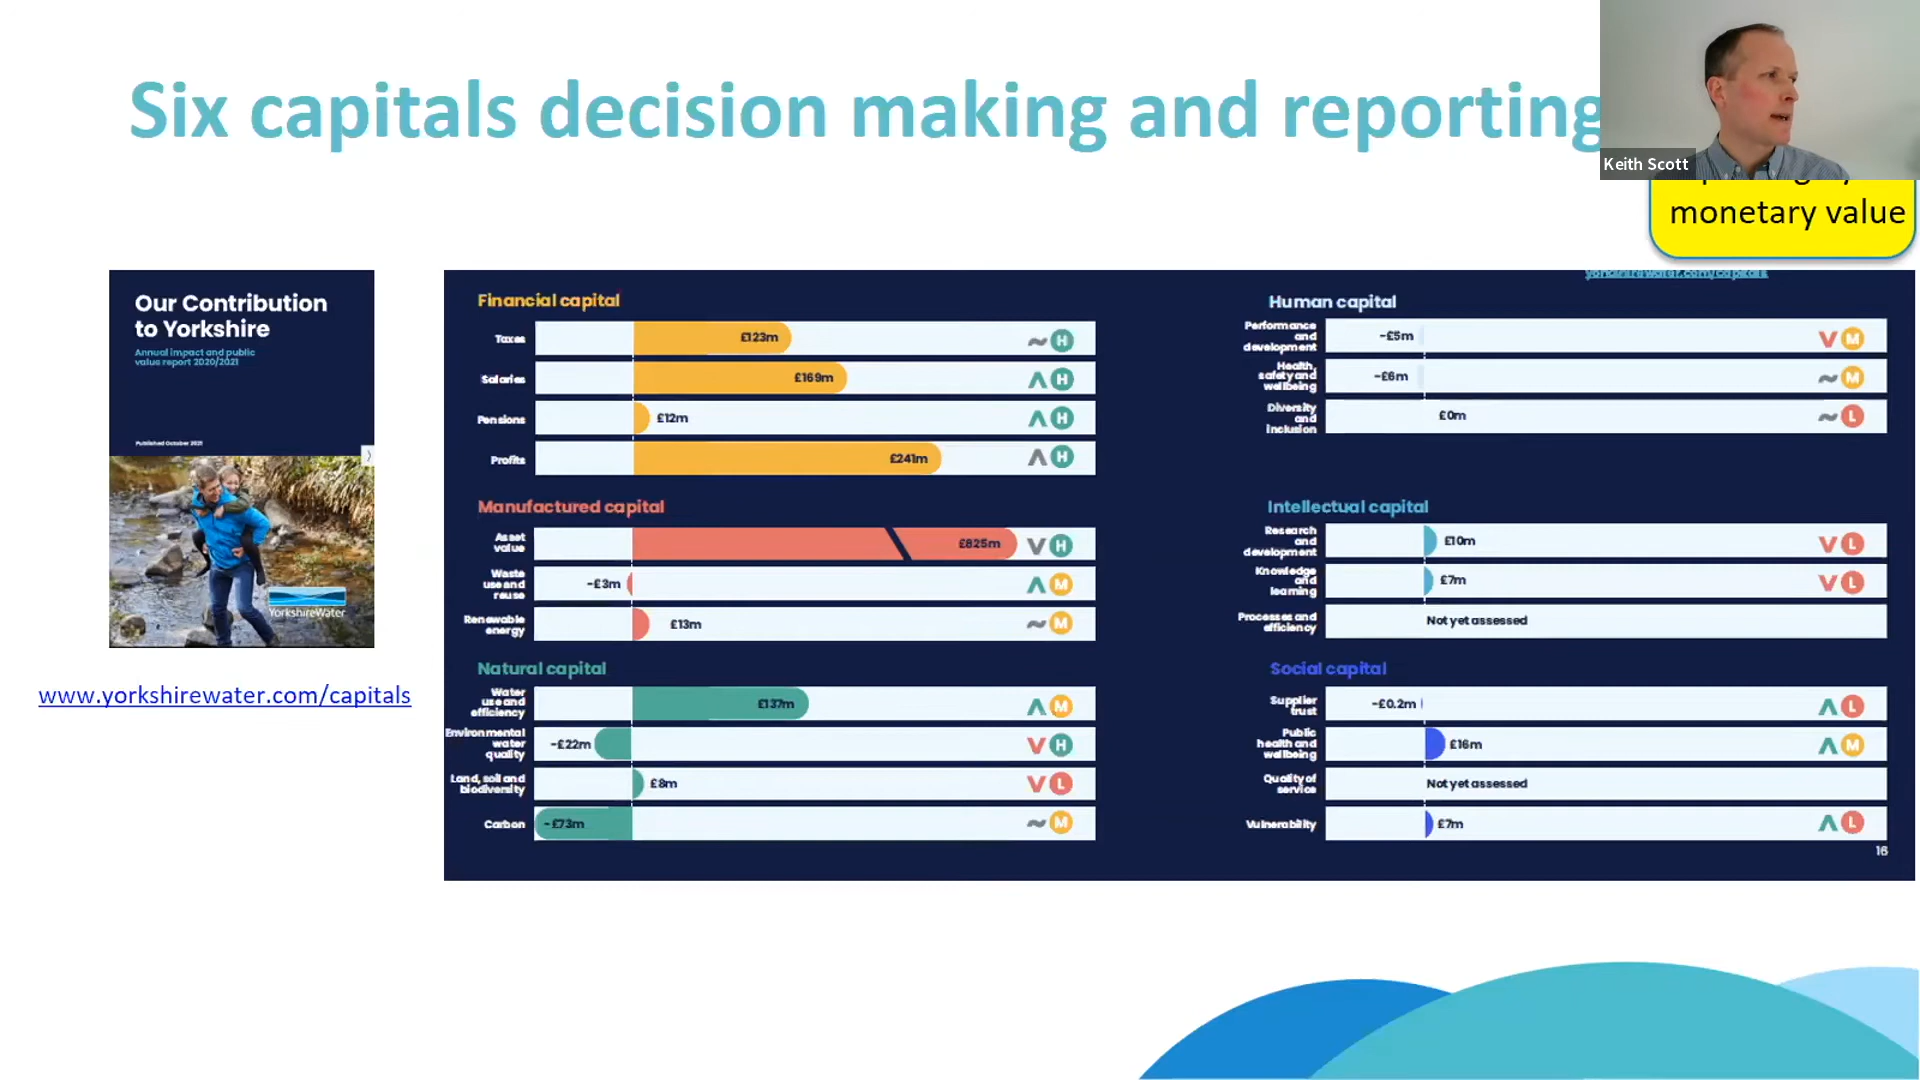 Six capitals decision making and reporting
Keith Scott
monetary value
Our Contribution
to Yorkshire
Annual impact and public
value report 2020/2021
Published October 2021
YorkshireWater
www.yorkshirewater.com/capitals
yorkshirewater.com/capitals
Financial capital
Taxes
£123m
H
Salaries
£169m
H
Pensions
£12m
H
Profits
£241m
H
Manufactured capital
Asset
value
£825m
H
Waste
use and
reuse
-£3m
M
Renewable
energy
£13m
M
Natural capital
Water
use and
efficiency
£137m
M
Environmental
water
quality
-£22m
H
Land, soil and
biodiversity
£8m
L
Carbon
-£73m
M
Human capital
Performance
and
development
-£5m
M
Health,
safety and
wellbeing
-£6m
M
Diversity
and
inclusion
£0m
L
Intellectual capital
Research
and
development
£10m
L
Knowledge
and
learning
£7m
L
Processes and
efficiency
Not yet assessed
Social capital
Supplier
trust
-£0.2m
L
Public
health and
wellbeing
£16m
M
Quality of
service
Not yet assessed
Vulnerability
£7m
L
16